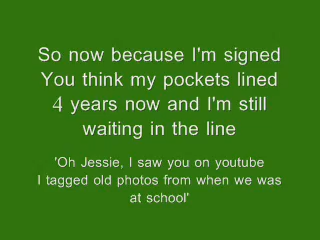 So now because I'm signed
You think my pockets lined
4 years now and I'm still
waiting in the line
'Oh Jessie, I saw you on youtube
I tagged old photos from when we was
at school'